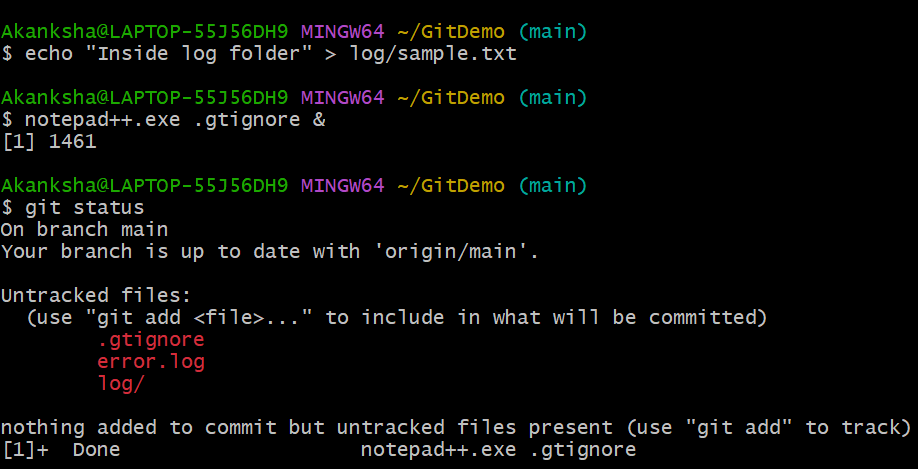 Akanksha@LAPTOP-55J56DH9 MINGW64 ~/GitDemo (main)
$ echo "Inside log folder" > log/sample.txt
Akanksha@LAPTOP-55J56DH9 MINGW64 ~/GitDemo (main)
$ notepad++.exe .gtignore &
[1] 1461
Akanksha@LAPTOP-55J56DH9 MINGW64 ~/GitDemo (main)
$ git status
On branch main
Your branch is up to date with 'origin/main'.
Untracked files:
  (use "git add <file>..." to include in what will be committed)
        .gtignore
        error.log
        log/
nothing added to commit but untracked files present (use "git add" to track)
[1]+  Done                    notepad++.exe .gtignore